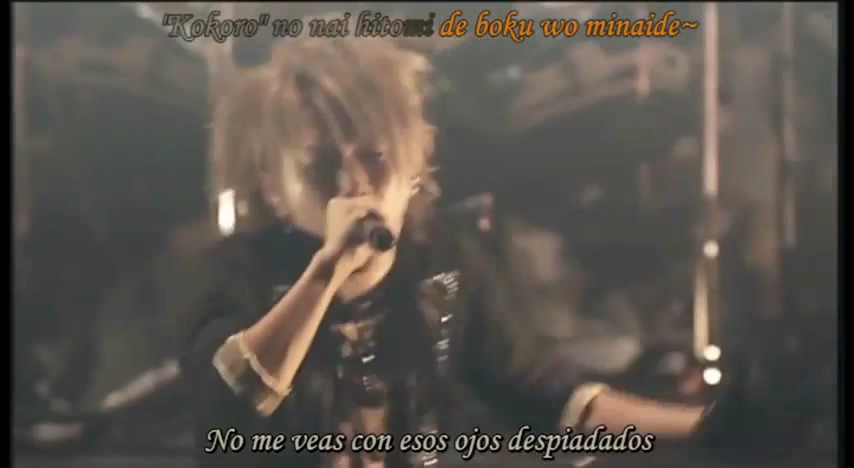 "Kokoro" no nai hitomi de boku wo minaide~
No me veas con esos ojos despiadados